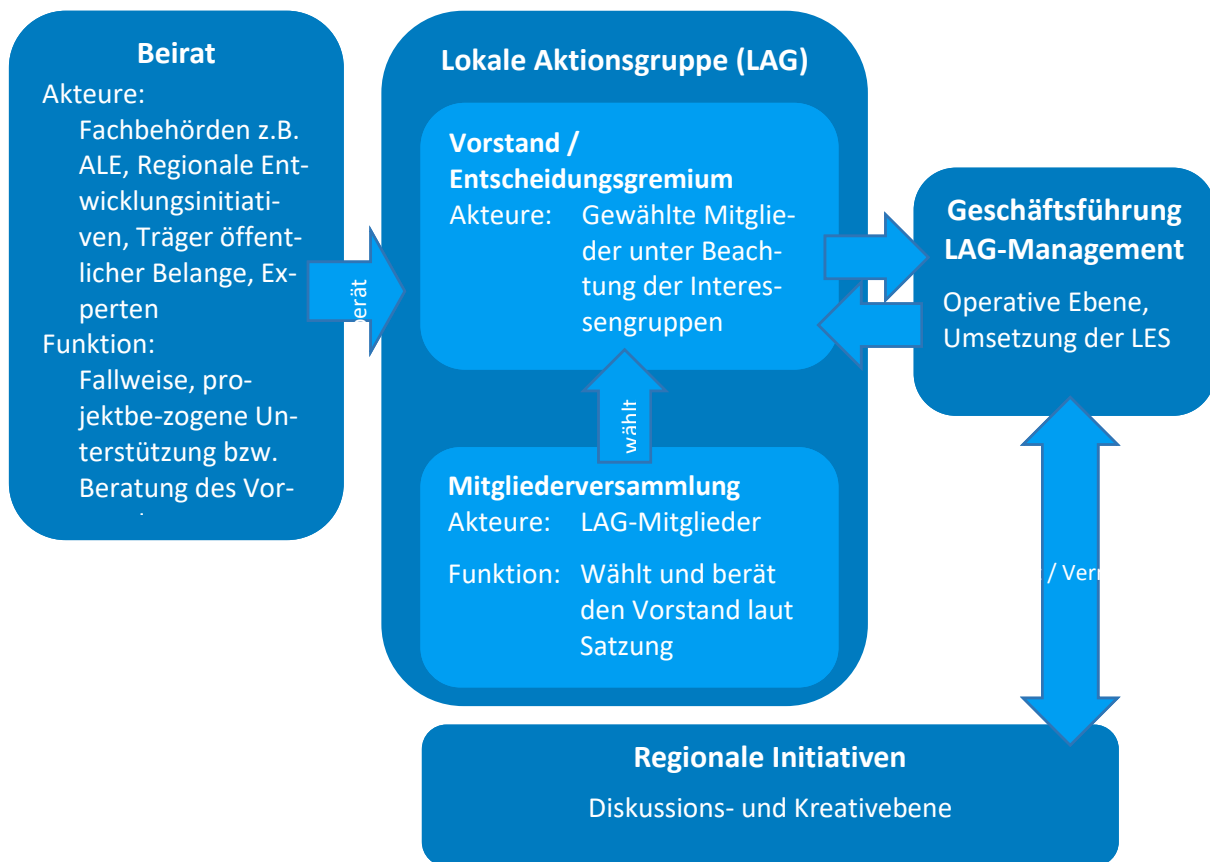 Beirat
Akteure:
Fachbehörden z.B.
ALE, Regionale Ent-
wicklungsinitiati-
ven, Träger öffent-
licher Belange, Ex-
perten
Funktion:
Fallweise, pro-
jektbe-zogene Un-
terstützung bzw.
Beratung des Vor-
berät
Lokale Aktionsgruppe (LAG)
Vorstand /
Entscheidungsgremium
Akteure: Gewählte Mitglie-
der unter Beach-
tung der Interes-
sengruppen
wählt
Mitgliederversammlung
Akteure: LAG-Mitglieder
Funktion: Wählt und berät
den Vorstand laut
Satzung
Geschäftsführung
LAG-Management
Operative Ebene,
Umsetzung der LES
/
Regionale Initiativen
Diskussions- und Kreativebene